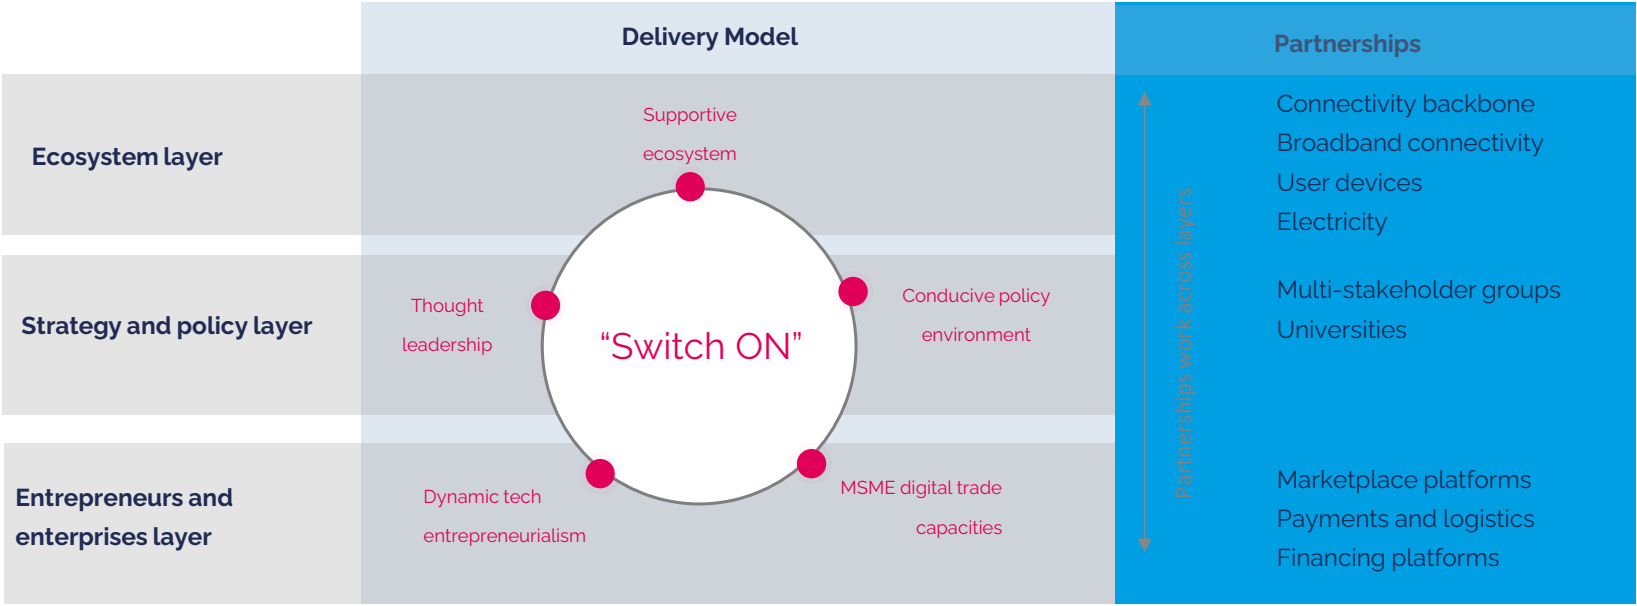 Delivery Model
Partnerships
Ecosystem layer
Supportive
ecosystem
Connectivity backbone
Broadband connectivity
User devices
Electricity
Strategy and policy layer
Thought
leadership
“Switch ON”
Conducive policy
environment
Partnerships work across layers
Multi-stakeholder groups
Universities
Entrepreneurs and
enterprises layer
Dynamic tech
entrepreneurialism
MSME digital trade
capacities
Marketplace platforms
Payments and logistics
Financing platforms